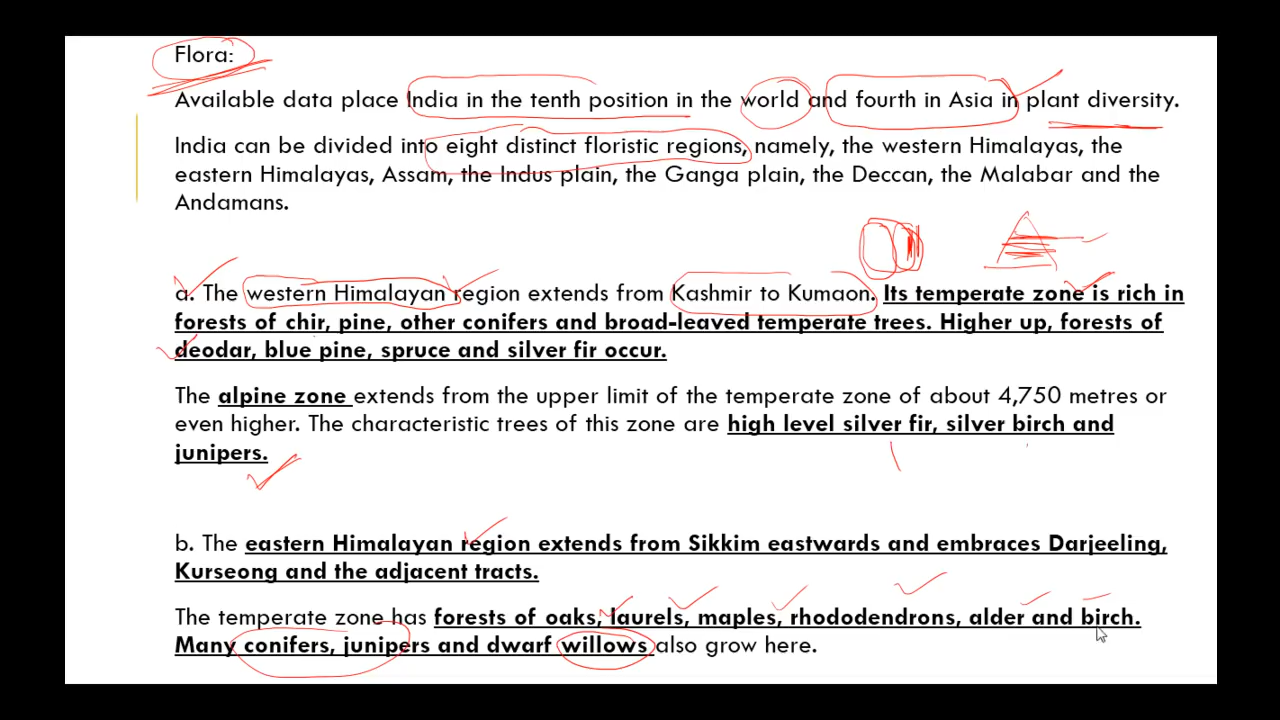 Flora:
Available data place India in the tenth position in the world and fourth in Asia in plant diversity.
India can be divided into eight distinct floristic regions, namely, the western Himalayas, the
eastern Himalayas, Assam, the Indus plain, the Ganga plain, the Deccan, the Malabar and the
Andamans.
a. The western Himalayan region extends from Kashmir to Kumaon. Its temperate zone is rich in
forests of chir, pine, other conifers and broad-leaved temperate trees. Higher up, forests of
deodar, blue pine, spruce and silver fir occur.
The alpine zone extends from the upper limit of the temperate zone of about 4,750 metres or
even higher. The characteristic trees of this zone are high level silver fir, silver birch and
junipers.
b. The eastern Himalayan region extends from Sikkim eastwards and embraces Darjeeling,
Kurseong and the adjacent tracts.
The temperate zone has forests of oaks, laurels, maples, rhododendrons, alder and birch.
Many conifers, junipers and dwarf willows also grow here.